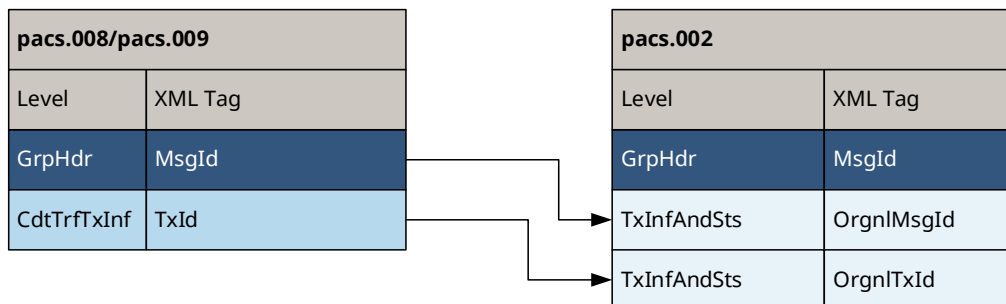 pacs.008/pacs.009
Level XML Tag
GrpHdr MsgId
CdtTrfTxInf TxId
pacs.002
Level XML Tag
GrpHdr MsgId
TxInfAndSts OrgnlMsgId
TxInfAndSts OrgnlTxId